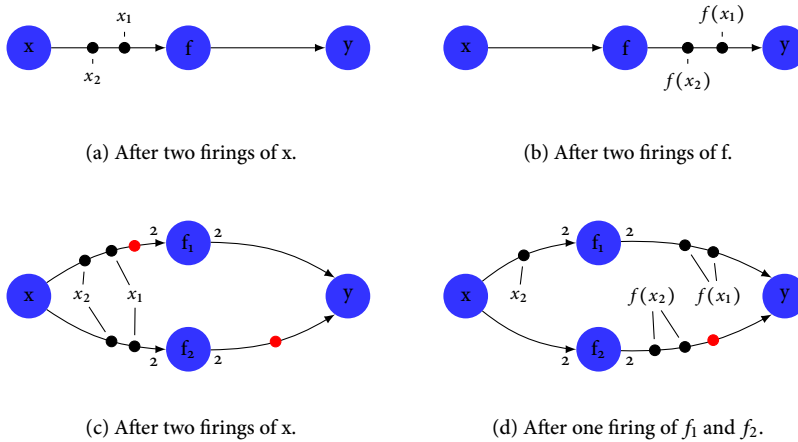 x
x₁
x₂
f
y
(a) After two firings of x.
x
f
f(x₁)
f(x₂)
y
(b) After two firings of f.
x
2
f₁
2
x₂
x₁
2
f₂
2
y
(c) After two firings of x.
x
2
f₁
2
x₂
f(x₂)
f(x₁)
2
f₂
2
y
(d) After one firing of f₁ and f₂.